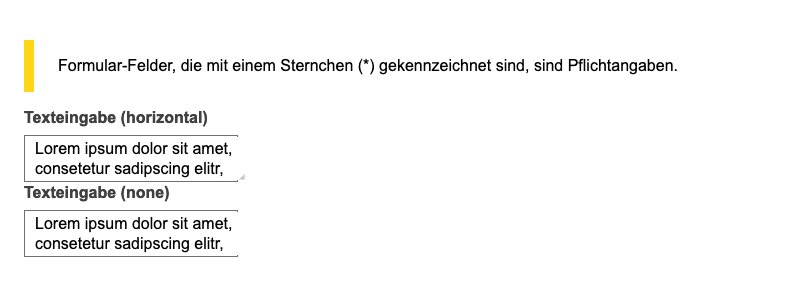 Formular-Felder, die mit einem Sternchen (*) gekennzeichnet sind, sind Pflichtangaben.
Texteingabe (horizontal)
Lorem ipsum dolor sit amet,
consetetur sadipscing elitr,
Texteingabe (none)
Lorem ipsum dolor sit amet,
consetetur sadipscing elitr,